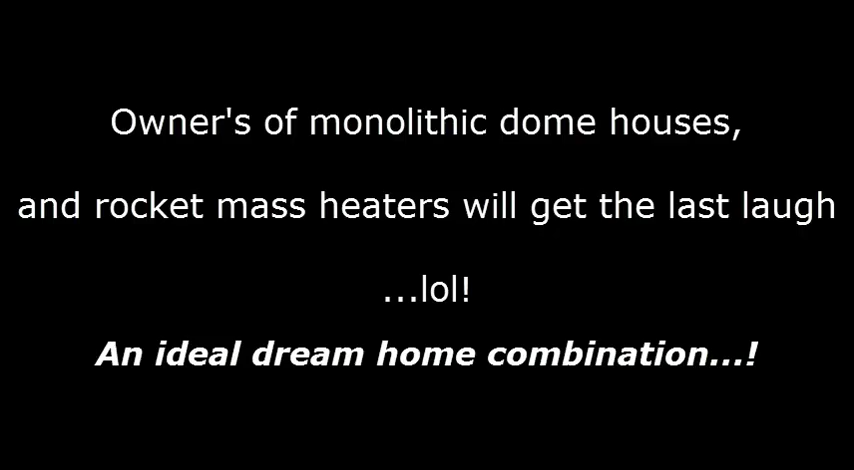 Owner's of monolithic dome houses,
and rocket mass heaters will get the last laugh
...lol!
An ideal dream home combination...!